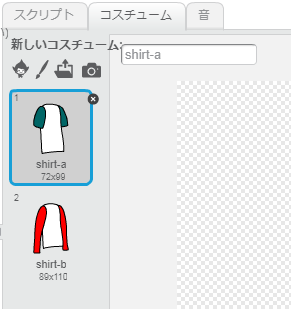 スクリプト コスチューム 音
新しいコスチューム:
shirt-a
1
shirt-a
72x99
2
shirt-b
89x110